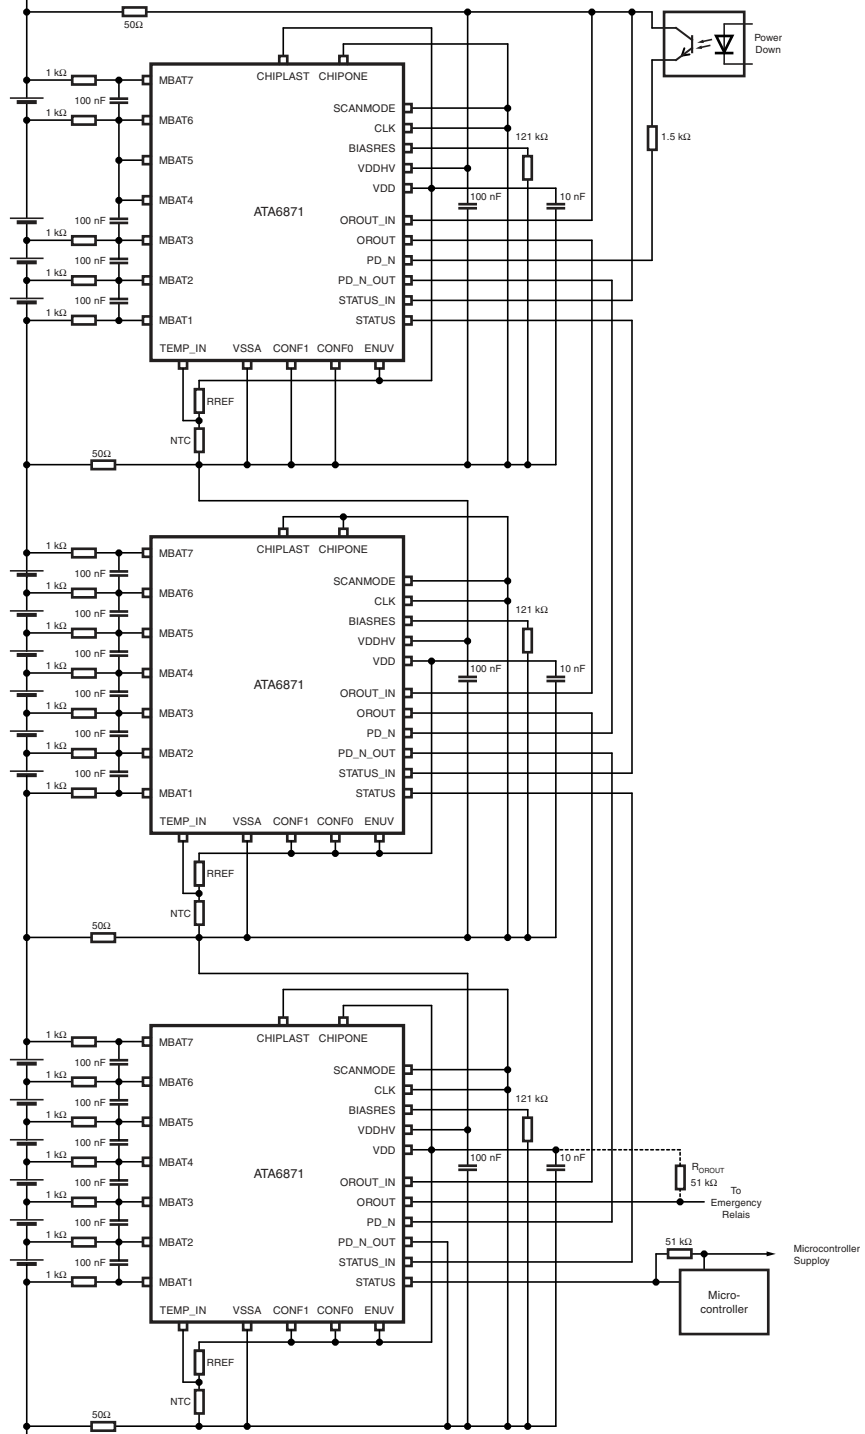 50Ω
Power
Down
CHIPLAST CHIPONE
1 kΩ
MBAT7
100 nF
1 kΩ
MBAT6
MBAT5
MBAT4
100 nF
1 kΩ
MBAT3
100 nF
1 kΩ
MBAT2
100 nF
1 kΩ
MBAT1
ATA6871
SCANMODE
CLK
BIASRES
VDDHV
VDD
OROUT_IN
OROUT
PD_N
PD_N_OUT
STATUS_IN
STATUS
121 kΩ
1.5 kΩ
100 nF
10 nF
TEMP_IN VSSA CONF1 CONF0 ENUV
RREF
NTC
50Ω
CHIPLAST CHIPONE
1 kΩ
MBAT7
100 nF
1 kΩ
MBAT6
100 nF
1 kΩ
MBAT5
100 nF
1 kΩ
MBAT4
100 nF
1 kΩ
MBAT3
100 nF
1 kΩ
MBAT2
100 nF
1 kΩ
MBAT1
ATA6871
SCANMODE
CLK
BIASRES
VDDHV
VDD
OROUT_IN
OROUT
PD_N
PD_N_OUT
STATUS_IN
STATUS
121 kΩ
100 nF
10 nF
TEMP_IN VSSA CONF1 CONF0 ENUV
RREF
NTC
50Ω
CHIPLAST CHIPONE
1 kΩ
MBAT7
100 nF
1 kΩ
MBAT6
100 nF
1 kΩ
MBAT5
100 nF
1 kΩ
MBAT4
100 nF
1 kΩ
MBAT3
100 nF
1 kΩ
MBAT2
100 nF
1 kΩ
MBAT1
ATA6871
SCANMODE
CLK
BIASRES
VDDHV
VDD
OROUT_IN
OROUT
PD_N
PD_N_OUT
STATUS_IN
STATUS
121 kΩ
100 nF
10 nF
ROROUT
51 kΩ
To
Emergency
Relais
51 kΩ
Microcontroller
Supploy
Micro-
controller
TEMP_IN VSSA CONF1 CONF0 ENUV
RREF
NTC
50Ω